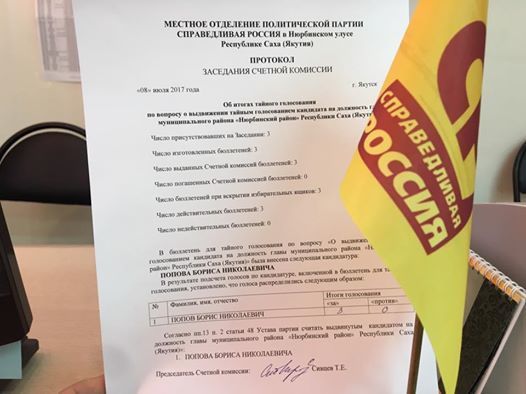 МЕСТНОЕ ОТДЕЛЕНИЕ ПОЛИТИЧЕСКОЙ ПАРТИИ
СПРАВЕДЛИВАЯ РОССИЯ в Нюрбинском улусе
Республике Саха (Якутия)
ПРОТОКОЛ
ЗАСЕДАНИЯ СЧЕТНОЙ КОМИССИИ
«08» июля 2017 года г. Якутск
Об итогах тайного голосования
по вопросу о выдвижении тайным голосованием кандидата на должность гл
муниципального района «Нюрбинский район» Республики Саха (Якутия
Число присутствовавших на Заседании: 3
Число изготовленных бюллетеней: 3
Число выданных Счетной комиссией бюллетеней: 3
Число погашенных Счетной комиссией бюллетеней: 0
Число бюллетеней при вскрытии избирательных ящиков: 3
Число действительных бюллетеней: 3
Число недействительных бюллетеней: 0
В бюллетень для тайного голосования по вопросу «О выдвиж
голосованием кандидата на должность главы муниципального района «Н
район» Республики Саха (Якутия) была внесена следующая кандидатура:
ПОПОВА БОРИСА НИКОЛАЕВИЧА
В результате подсчета голосов по кандидатуре, включенной в бюллетень для т
голосования, установлено, что голоса распределились следующим образом:
№ Фамилия, имя, отчество Итоги голосования
«за» «против»
1 ПОПОВ БОРИС НИКОЛАЕВИЧ 3 0
Согласно пп.13 п. 2 статьи 48 Устава партии считать выдвинутым кандидатом на
должность главы муниципального района «Нюрбинский район» Республики Саха
(Якутия)»:
1. ПОПОВА БОРИСА НИКОЛАЕВИЧА
Председатель Счетной комиссии: Сивцев Т.Е.
СПРАВЕДЛИВАЯ
РОССИЯ